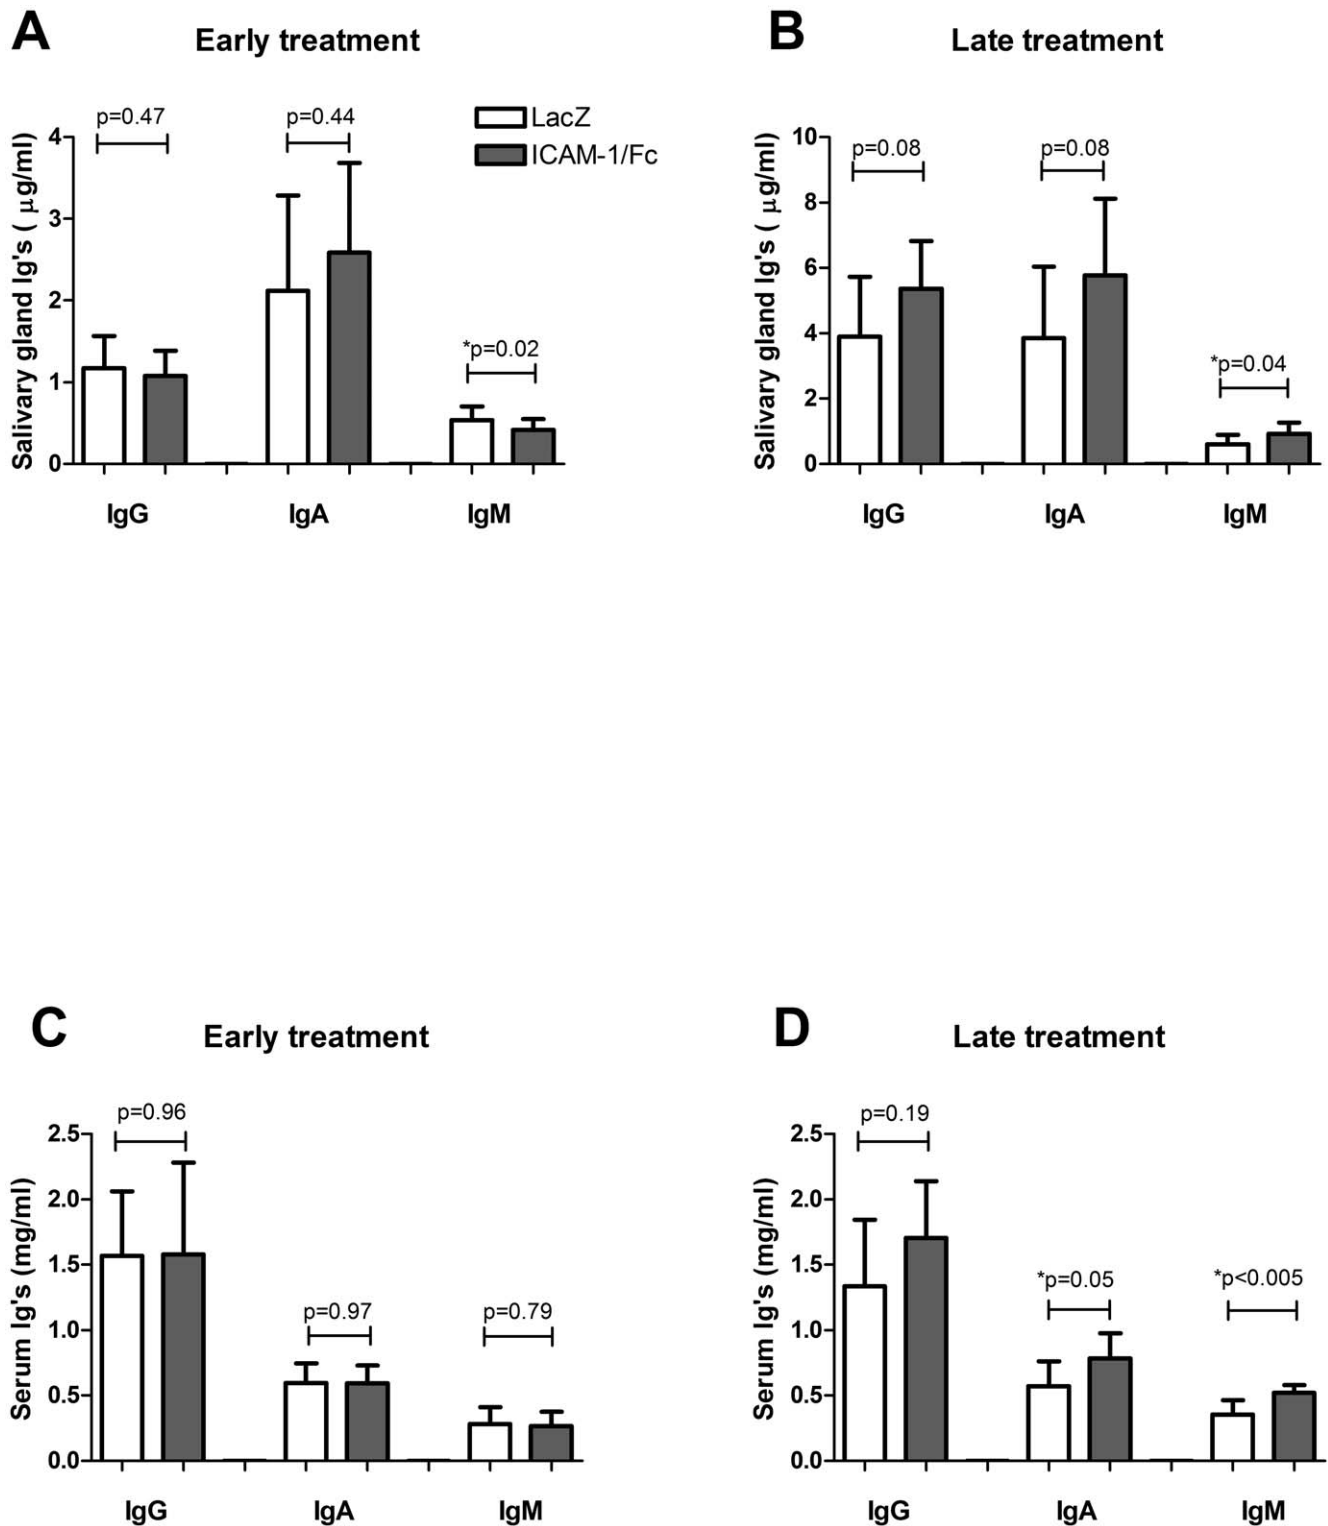 A
Early treatment
p=0.47
p=0.44
LacZ
ICAM-1/Fc
*p=0.02
Salivary gland Ig's ( μg/ml)
4
3
2
1
0
IgG
IgA
IgM
B
Late treatment
p=0.08
p=0.08
*p=0.04
Salivary gland Ig's ( μg/ml)
10
8
6
4
2
0
IgG
IgA
IgM
C
Early treatment
p=0.96
p=0.97
p=0.79
Serum Ig's (mg/ml)
2.5
2.0
1.5
1.0
0.5
0.0
IgG
IgA
IgM
D
Late treatment
p=0.19
*p=0.05
*p<0.005
Serum Ig's (mg/ml)
2.5
2.0
1.5
1.0
0.5
0.0
IgG
IgA
IgM